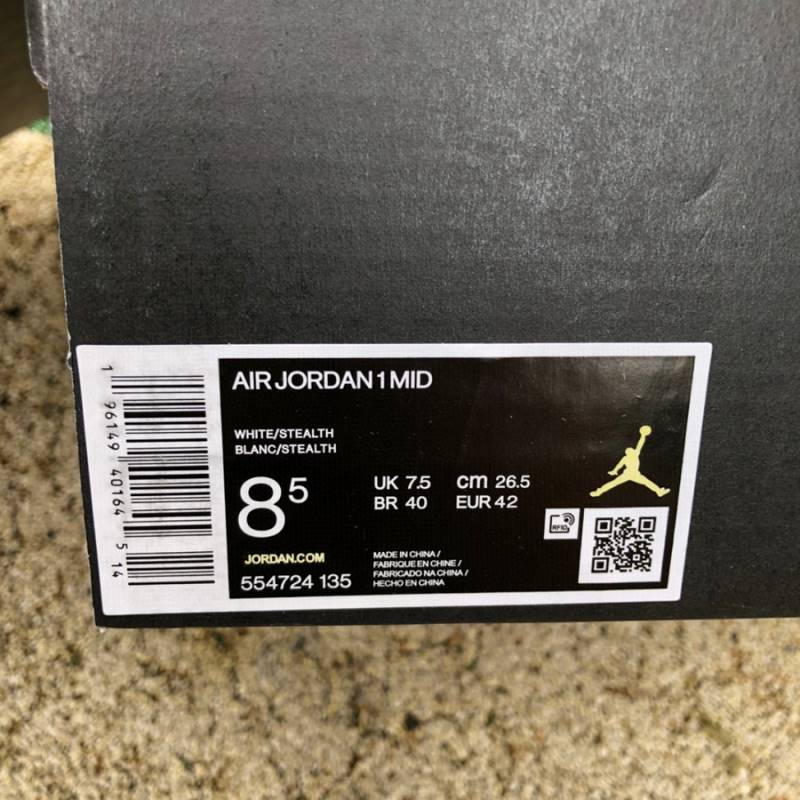 AIR JORDAN 1 MID
WHITE/STEALTH
BLANC/STEALTH
8⁵
UK 7.5 cm 26.5
BR 40 EUR 42
RFID
JORDAN.COM
554724 135
MADE IN CHINA /
FABRIQUE EN CHINE /
FABRICADO NA CHINA /
HECHO EN CHINA
1 96149 40164 5 14